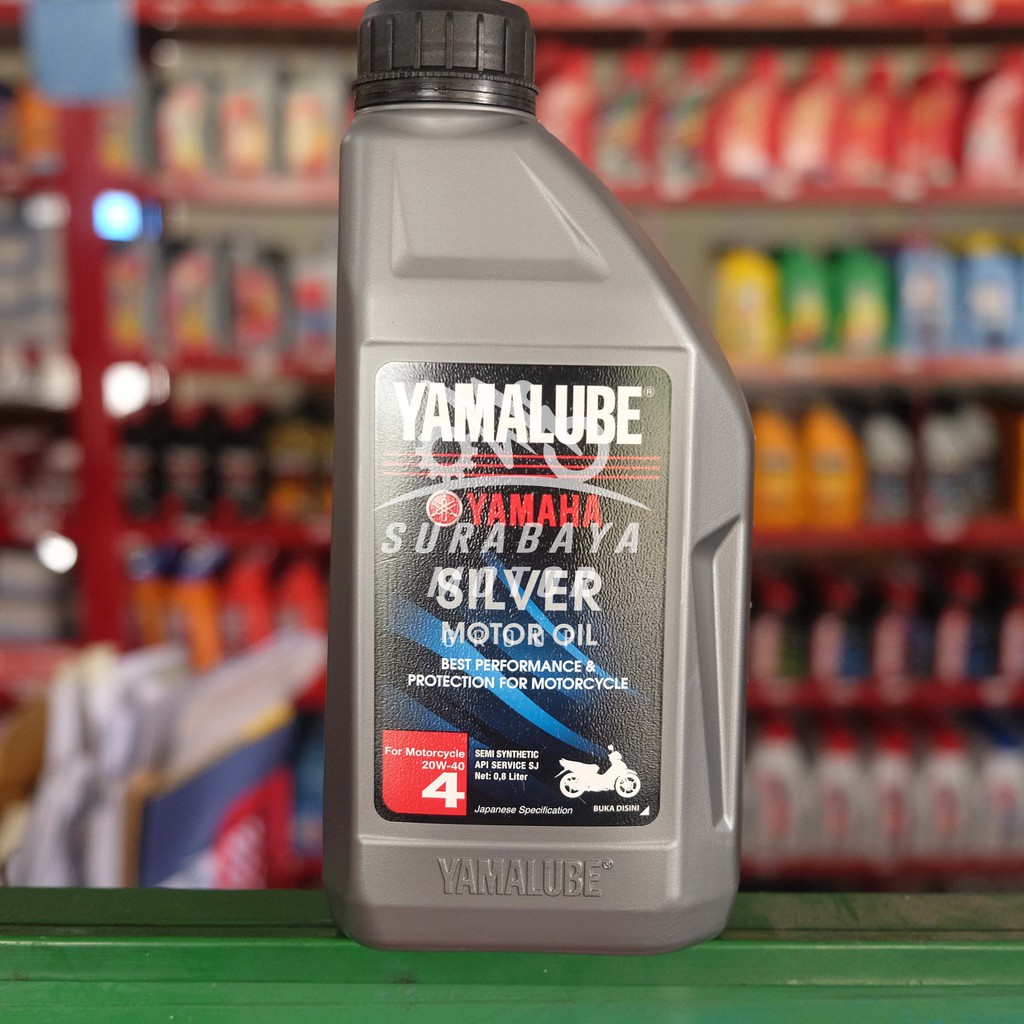 YAMALUBE®
YAMAHA
SURABAYA
MOTOR
SILVER
MOTOR OIL
BEST PERFORMANCE &
PROTECTION FOR MOTORCYCLE
For Motorcycle
20W-40
4
SEMI SYNTHETIC
API SERVICE SJ
Net: 0,8 Liter
Japanese Specification
BUKA DISINI
YAMALUBE®